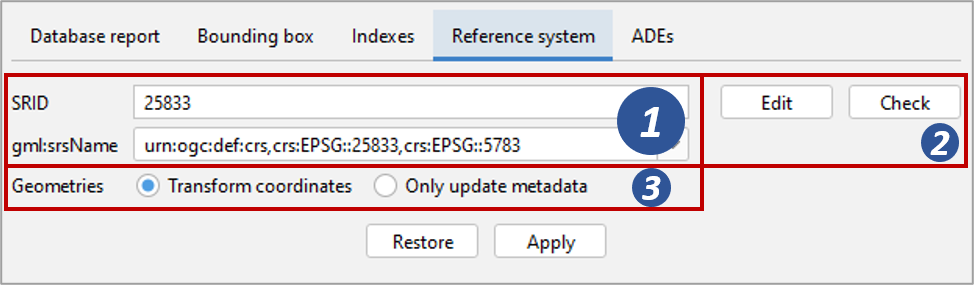 Database report Bounding box Indexes Reference system ADEs
SRID 25833 1 Edit Check
gml:srsName urn:ogc:def:crs,crs:EPSG::25833,crs:EPSG::5783 2
Geometries Transform coordinates Only update metadata 3
Restore Apply